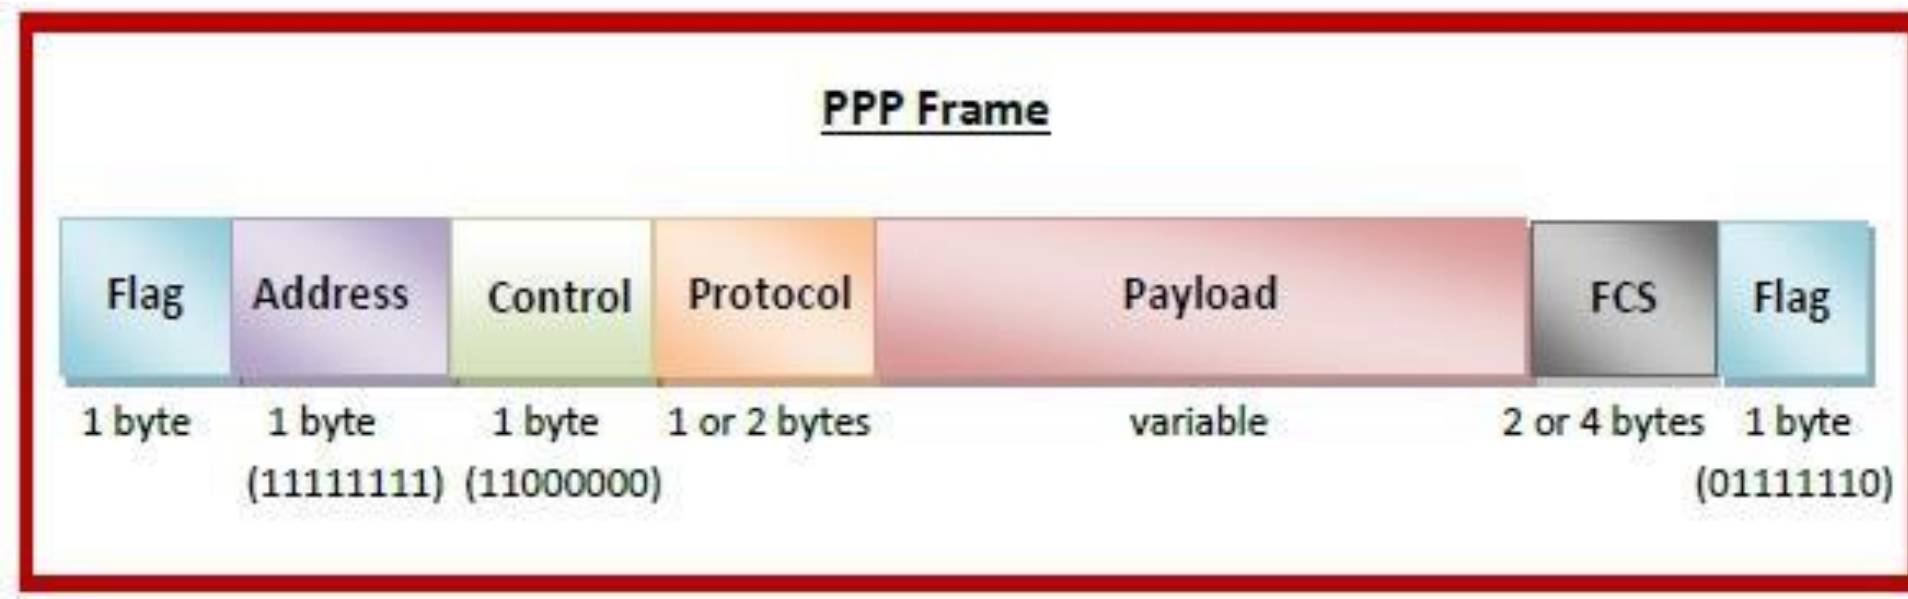 PPP Frame
Flag Address Control Protocol Payload FCS Flag
1 byte 1 byte 1 byte 1 or 2 bytes variable 2 or 4 bytes 1 byte
(11111111) (11000000) (01111110)